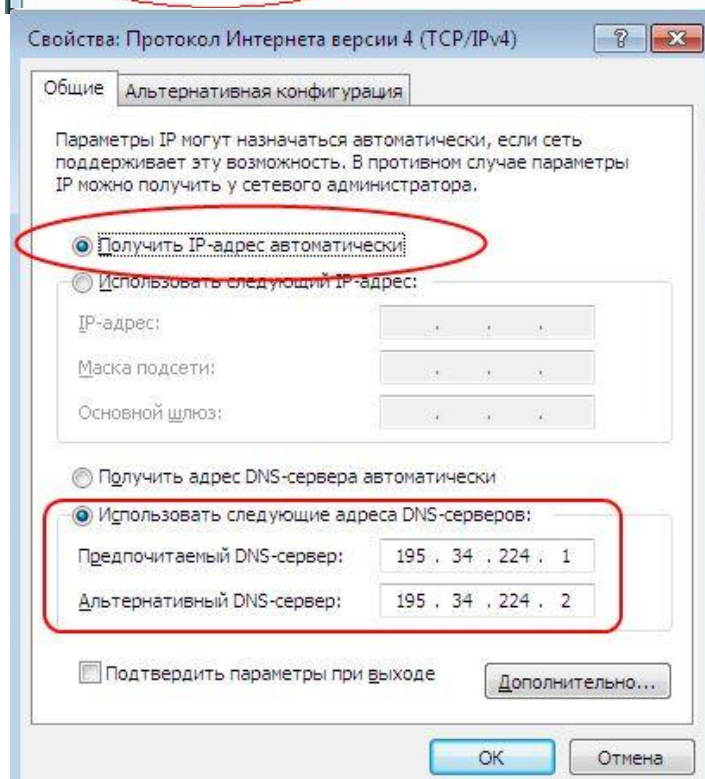 Свойства: Протокол Интернета версии 4 (TCP/IPv4)
Общие Альтернативная конфигурация
Параметры IP могут назначаться автоматически, если сеть
поддерживает эту возможность. В противном случае параметры
IP можно получить у сетевого администратора.
Получить IP-адрес автоматически
Использовать следующий IP-адрес:
IP-адрес: . . .
Маска подсети: . . .
Основной шлюз: . . .
Получить адрес DNS-сервера автоматически
Использовать следующие адреса DNS-серверов:
Предпочитаемый DNS-сервер: 195 . 34 . 224 . 1
Альтернативный DNS-сервер: 195 . 34 . 224 . 2
Подтвердить параметры при выходе
Дополнительно...
ОК Отмена